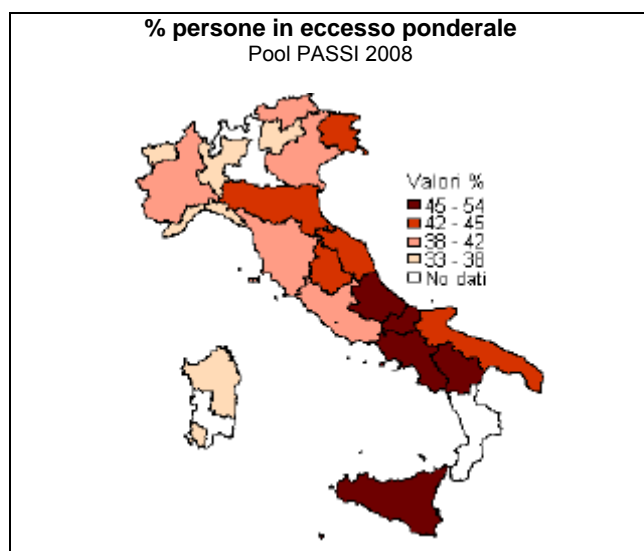 % persone in eccesso ponderale
Pool PASSI 2008
Valori %
45 - 54
42 - 45
38 - 42
33 - 38
No dati